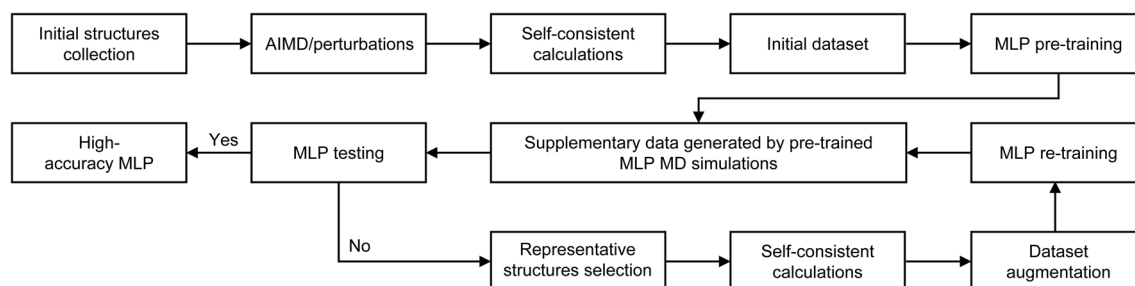 Initial structures
collection
AIMD/perturbations
Self-consistent
calculations
Initial dataset
MLP pre-training
High-
accuracy MLP
Yes
MLP testing
Supplementary data generated by pre-trained
MLP MD simulations
MLP re-training
No
Representative
structures selection
Self-consistent
calculations
Dataset
augmentation